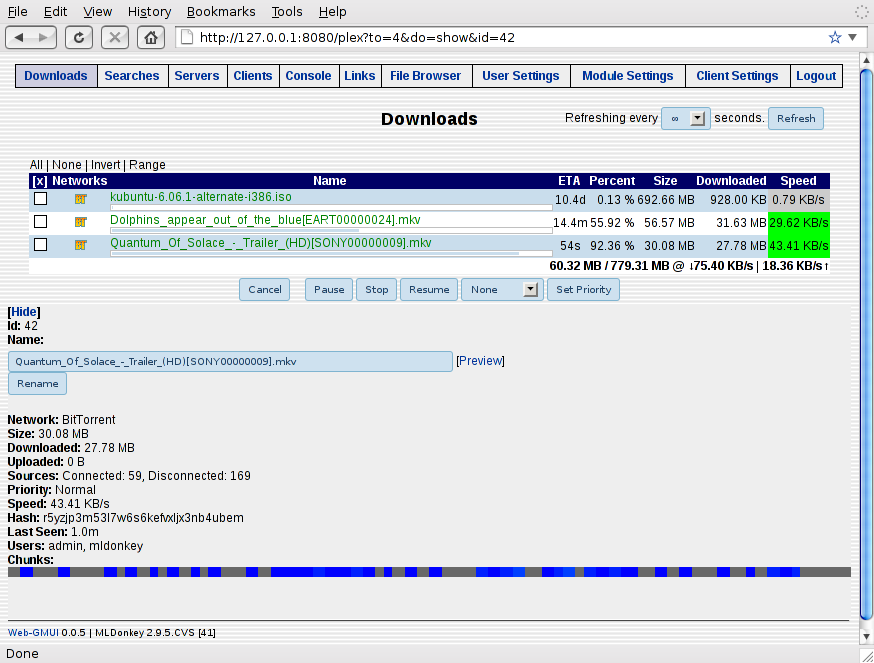 File Edit View History Bookmarks Tools Help
http://127.0.0.1:8080/plex?to=4&do=show&id=42
Downloads Searches Servers Clients Console Links File Browser User Settings Module Settings Client Settings Logout
Downloads Refreshing every ∞ seconds. Refresh
All | None | Invert | Range
[x] Networks Name ETA Percent Size Downloaded Speed
BT kubuntu-6.06.1-alternate-i386.iso 10.4d 0.13 % 692.66 MB 928.00 KB 0.79 KB/s
BT Dolphins_appear_out_of_the_blue[EART00000024].mkv 14.4m 55.92 % 56.57 MB 31.63 MB 29.62 KB/s
BT Quantum_Of_Solace_-_Trailer_(HD)[SONY00000009].mkv 54s 92.36 % 30.08 MB 27.78 MB 43.41 KB/s
60.32 MB / 779.31 MB @ ↓75.40 KB/s | 18.36 KB/s↑
Cancel Pause Stop Resume None Set Priority
[Hide]
Id: 42
Name:
Quantum_Of_Solace_-_Trailer_(HD)[SONY00000009].mkv [Preview]
Rename
Network: BitTorrent
Size: 30.08 MB
Downloaded: 27.78 MB
Uploaded: 0 B
Sources: Connected: 59, Disconnected: 169
Priority: Normal
Speed: 43.41 KB/s
Hash: r5yzjp3m53l7w6s6kefvxljx3nb4ubem
Last Seen: 1.0m
Users: admin, mldonkey
Chunks:
Web-GMUI 0.0.5 | MLDonkey 2.9.5.CVS [41]
Done